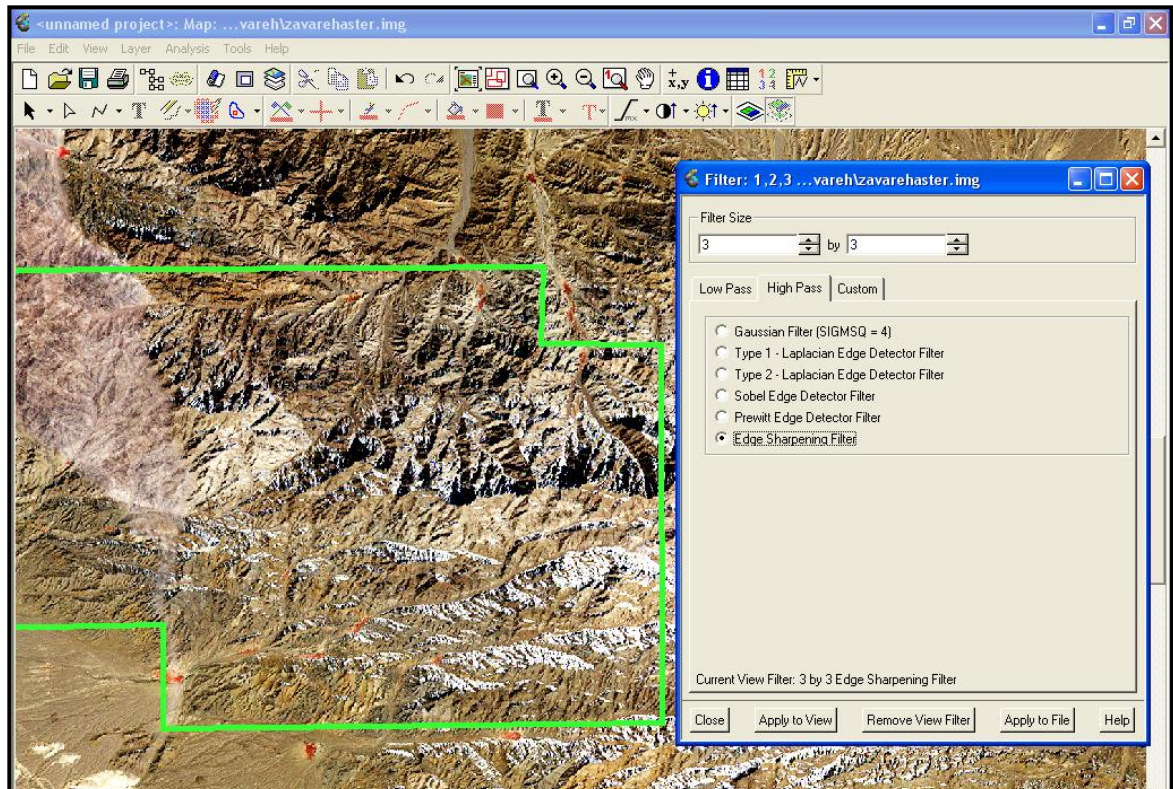 <unnamed project>: Map: ...vareh\zavarehaster.img
File Edit View Layer Analysis Tools Help
Filter: 1,2,3 ...vareh\zavarehaster.img
Filter Size
3 by 3
Low Pass High Pass Custom
Gaussian Filter (SIGMSQ = 4)
Type 1 - Laplacian Edge Detector Filter
Type 2 - Laplacian Edge Detector Filter
Sobel Edge Detector Filter
Prewitt Edge Detector Filter
Edge Sharpening Filter
Current View Filter: 3 by 3 Edge Sharpening Filter
Close Apply to View Remove View Filter Apply to File Help